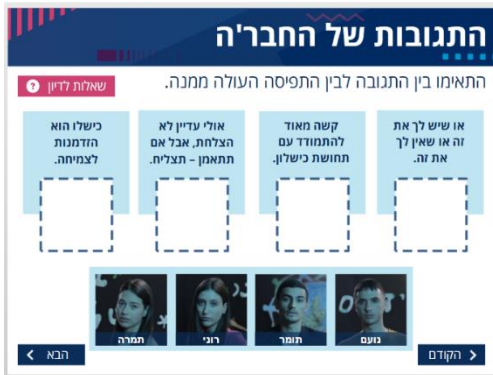 התגובות של החבר'ה
התאימו בין התגובה לבין התפיסה העולה ממנה.
שאלות לדיון ?
או שיש לך את
זה או שאין לך
את זה.
קשה מאוד
להתמודד עם
תחושת כישלון.
אולי עדיין לא
הצלחת, אבל אם
תתאמן – תצליח.
כישלו הוא
הזדמנות
לצמיחה.
נועם
תומר
רוני
תמרה
הקודם
הבא